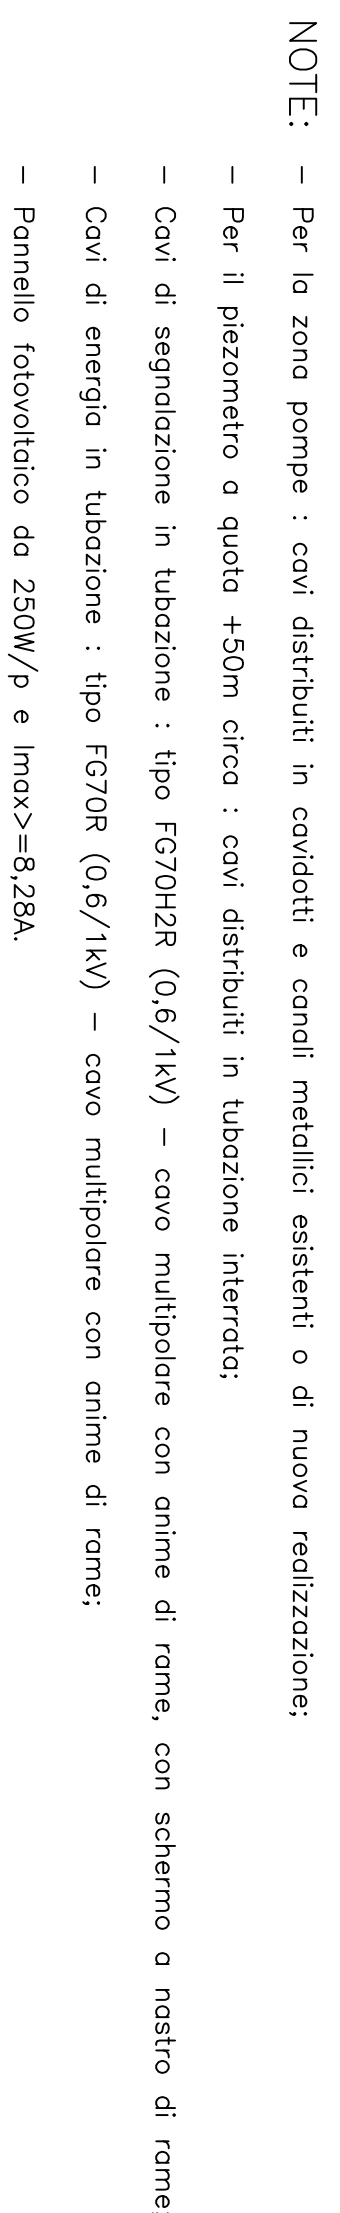 NOTE: – Per la zona pompe : cavi distribuiti in cavidotti e canali metallici esistenti o di nuova realizzazione;
– Per il piezometro a quota +50m circa : cavi distribuiti in tubazione interrata;
– Cavi di segnalazione in tubazione : tipo FG7OH2R (0,6/1kV) – cavo multipolare con anime di rame, con schermo a nastro di rame;
– Cavi di energia in tubazione : tipo FG7OR (0,6/1kV) – cavo multipolare con anime di rame;
– Pannello fotovoltaico da 250W/p e Imax>=8,28A.